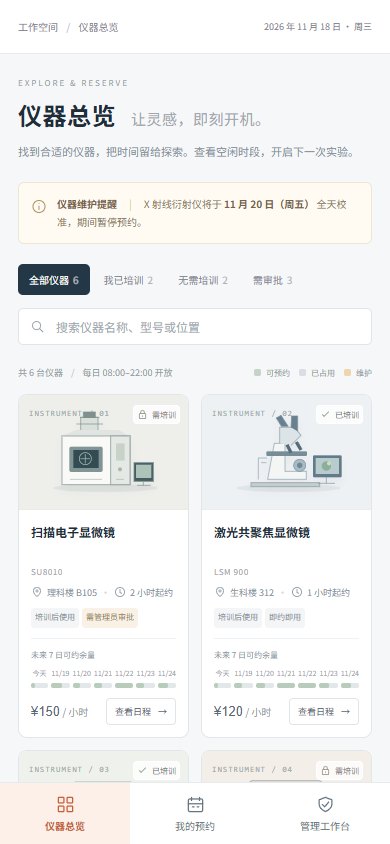 工作空间 / 仪器总览
2026 年 11 月 18 日 · 周三
EXPLORE & RESERVE
仪器总览 让灵感，即刻开机。
找到合适的仪器，把时间留给探索。查看空闲时段，开启下一次实验。
仪器维护提醒 | X 射线衍射仪将于 11 月 20 日（周五） 全天校
准，期间暂停预约。
全部仪器 6 我已培训 2 无需培训 2 需审批 3
搜索仪器名称、型号或位置
共 6 台仪器 / 每日 08:00–22:00 开放 可预约 已占用 维护
INSTRUMENT / 01 需培训
扫描电子显微镜
SU8010
理科楼 B105 · 2 小时起约
培训后使用 需管理员审批
未来 7 日可约余量
今天 11/19 11/20 11/21 11/22 11/23 11/24
¥150 / 小时 查看日程 →
INSTRUMENT / 02 已培训
激光共聚焦显微镜
LSM 900
生科楼 312 · 1 小时起约
培训后使用 即约即用
未来 7 日可约余量
今天 11/19 11/20 11/21 11/22 11/23 11/24
¥120 / 小时 查看日程 →
INSTRUMENT / 03 已培训
INSTRUMENT / 04 需培训
仪器总览 我的预约 管理工作台